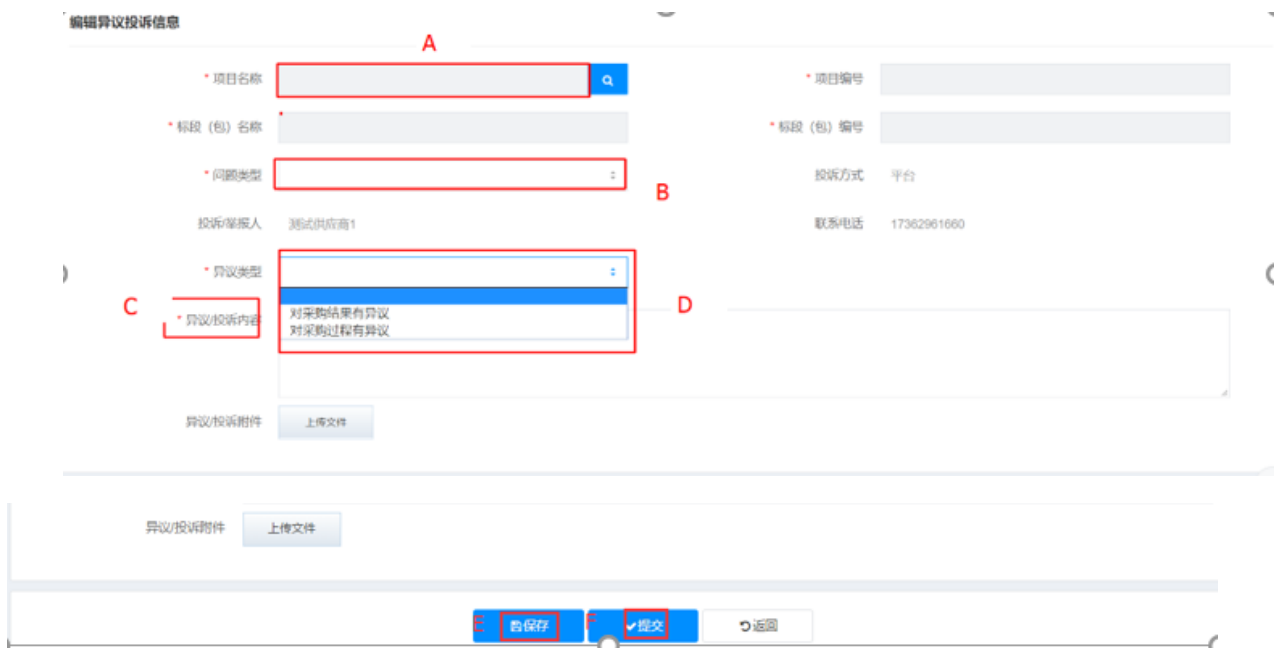 编辑异议投诉信息
A
* 项目名称
* 项目编号
* 标段（包）名称
* 标段（包）编号
* 问题类型
B
投诉方式 平台
投诉/举报人 测试供应商1
联系电话 17362961660
* 异议类型
C
* 异议/投诉内容
对采购结果有异议
D
对采购过程有异议
异议/投诉附件 上传文件
异议/投诉附件 上传文件
E 保存 F 提交 返回